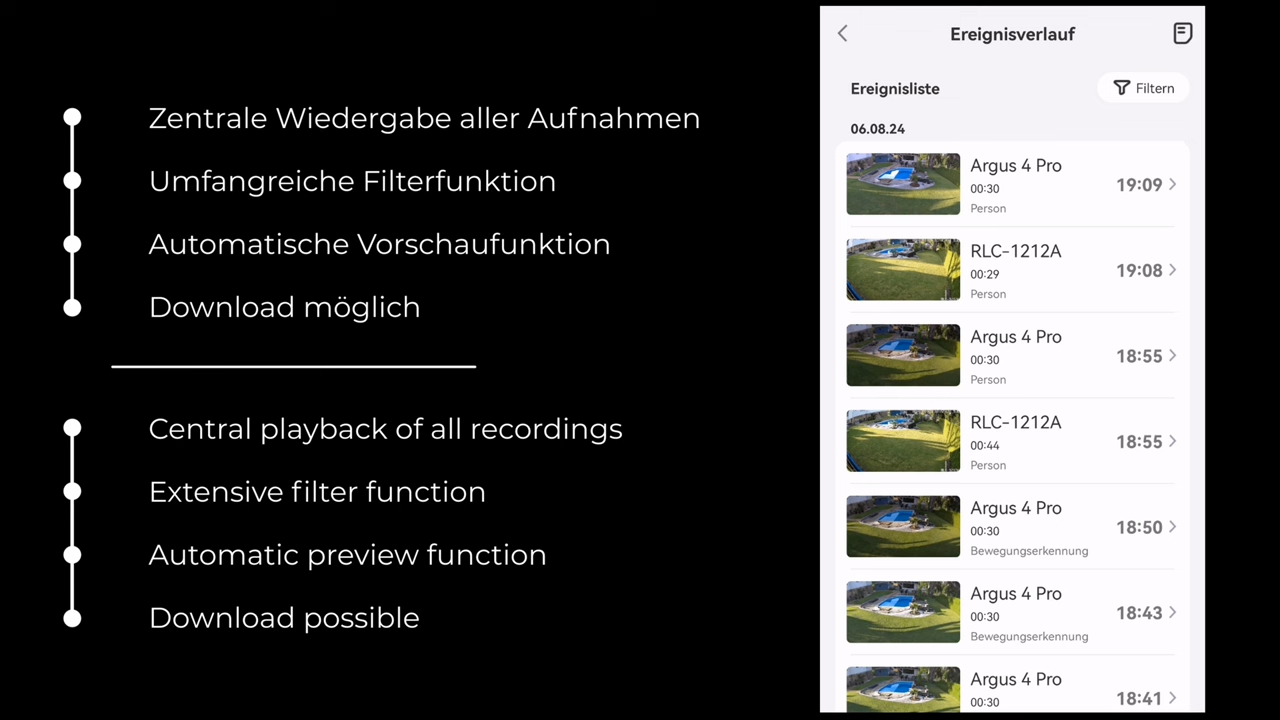 Zentrale Wiedergabe aller Aufnahmen
Umfangreiche Filterfunktion
Automatische Vorschaufunktion
Download möglich
Central playback of all recordings
Extensive filter function
Automatic preview function
Download possible
Ereignisverlauf
Ereignisliste
Filtern
06.08.24
Argus 4 Pro
00:30
Person
19:09
RLC-1212A
00:29
Person
19:08
Argus 4 Pro
00:30
Person
18:55
RLC-1212A
00:44
Person
18:55
Argus 4 Pro
00:30
Bewegungserkennung
18:50
Argus 4 Pro
00:30
Bewegungserkennung
18:43
Argus 4 Pro
00:30
18:41